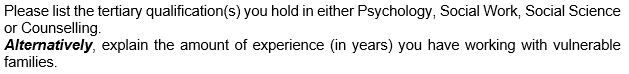 Please list the tertiary qualification(s) you hold in either Psychology, Social Work, Social Science
or Counselling.
Alternatively, explain the amount of experience (in years) you have working with vulnerable
families.